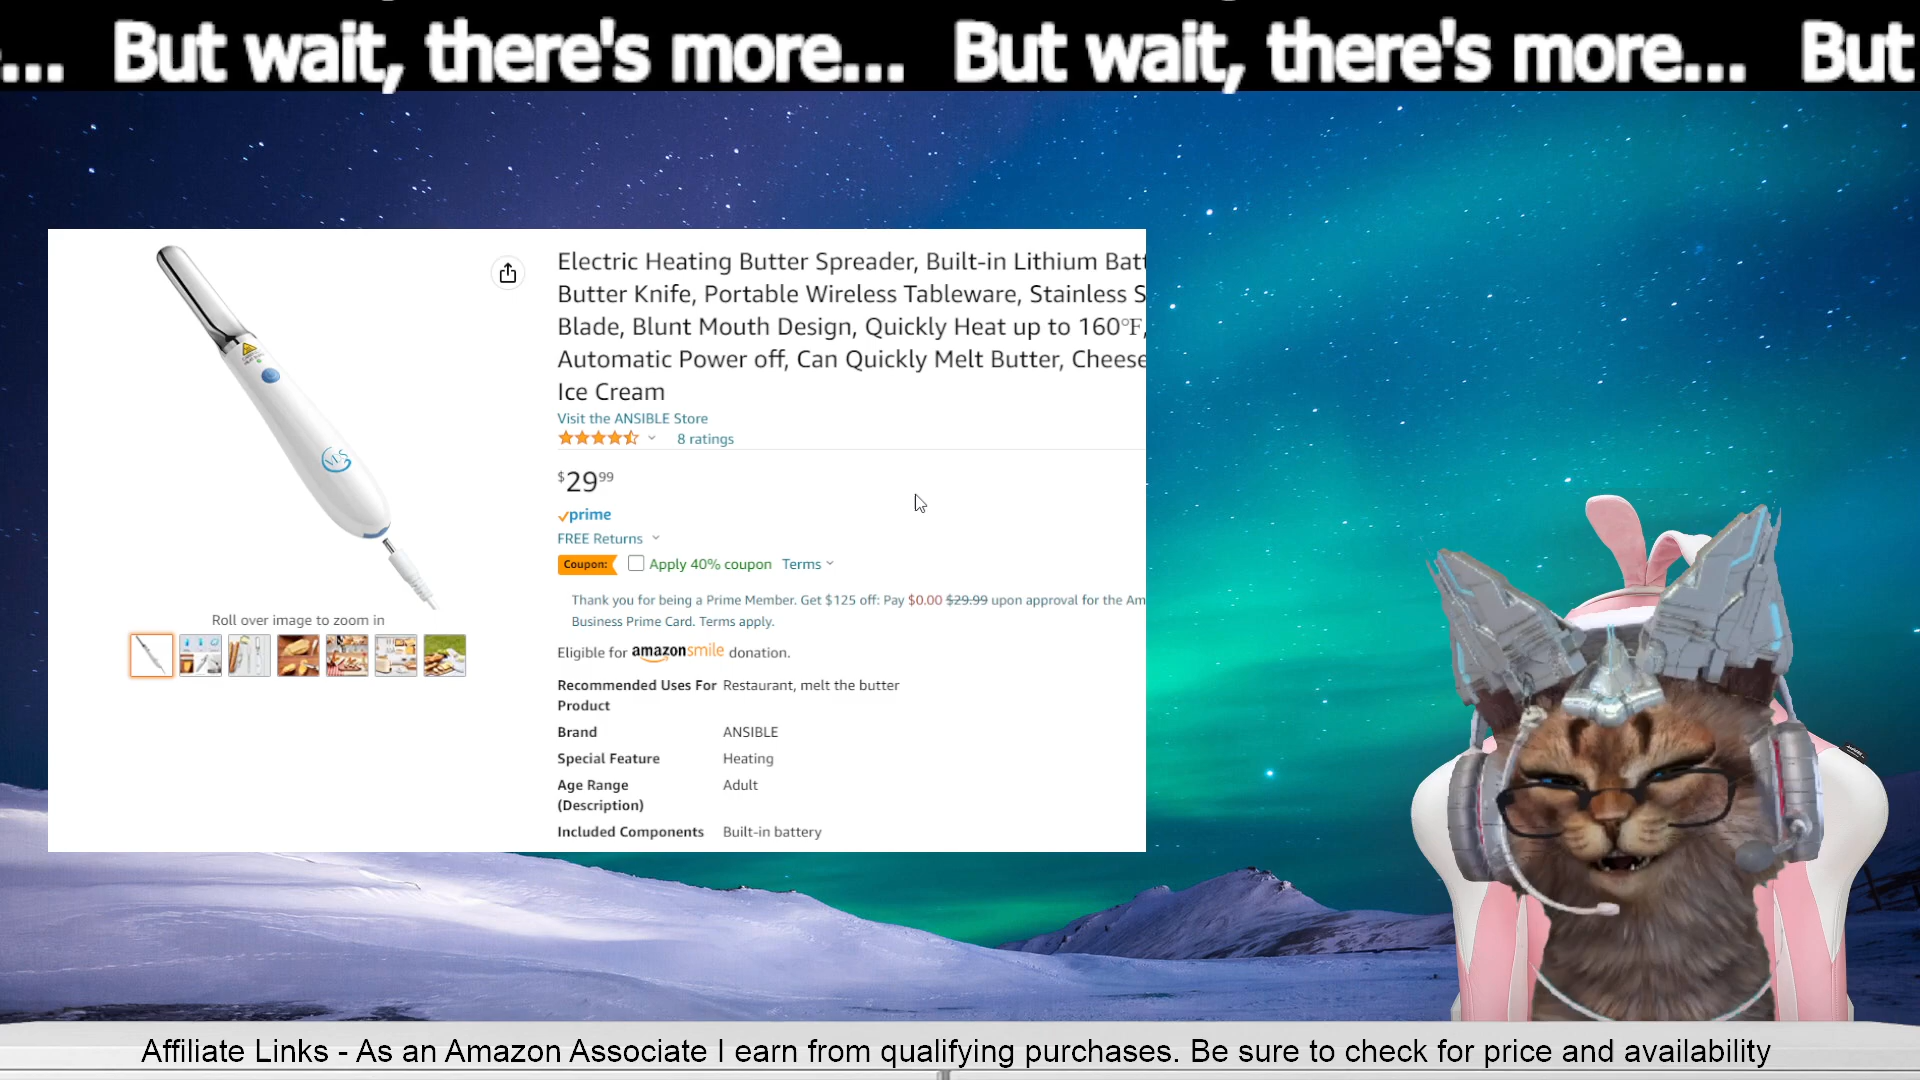 ... But wait, there's more... But wait, there's more... But
Electric Heating Butter Spreader, Built-in Lithium Batt
Butter Knife, Portable Wireless Tableware, Stainless S
Blade, Blunt Mouth Design, Quickly Heat up to 160℉,
Automatic Power off, Can Quickly Melt Butter, Cheese
Ice Cream
Visit the ANSIBLE Store
8 ratings
$2999
prime
FREE Returns
Coupon: Apply 40% coupon Terms
Thank you for being a Prime Member. Get $125 off: Pay $0.00 $29.99 upon approval for the Am
Business Prime Card. Terms apply.
Eligible for amazonsmile donation.
Recommended Uses For Restaurant, melt the butter
Product
Brand ANSIBLE
Special Feature Heating
Age Range Adult
(Description)
Included Components Built-in battery
Roll over image to zoom in
Affiliate Links - As an Amazon Associate I earn from qualifying purchases. Be sure to check for price and availability